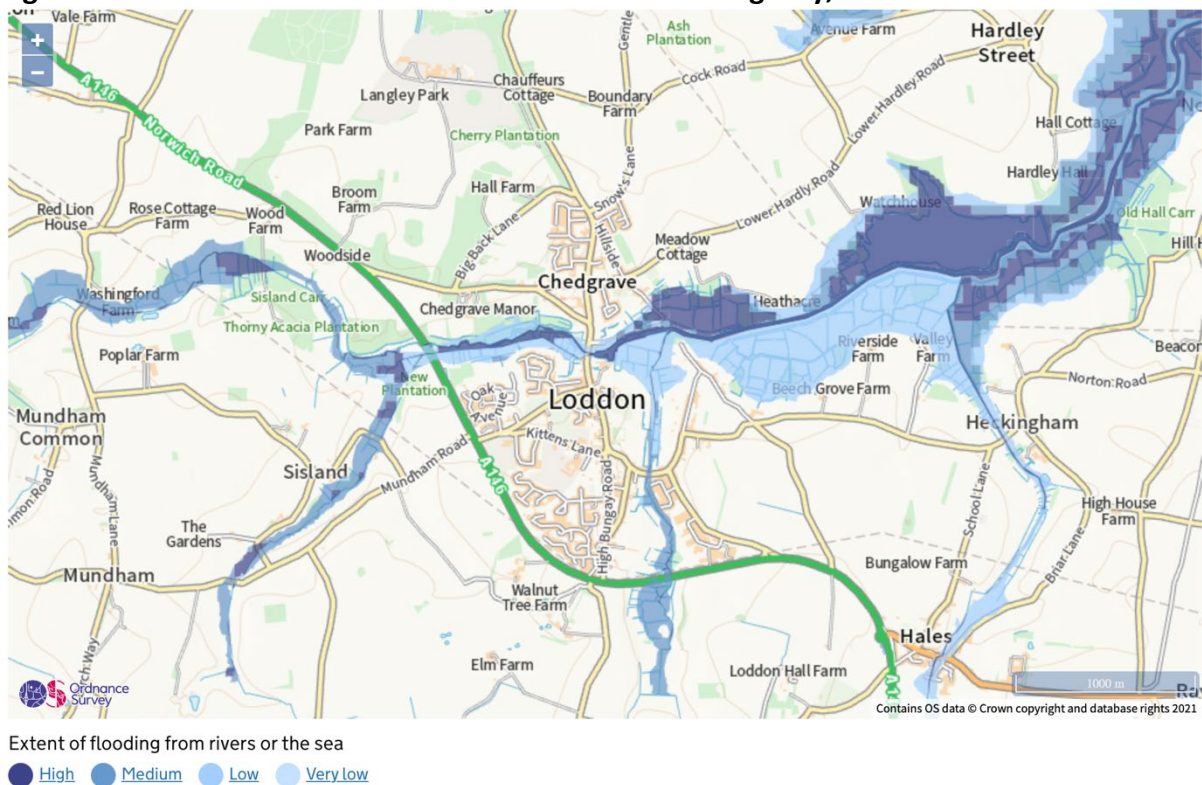 Vale Farm
Ash
Plantation
Avenue Farm
Hardley
Street
+
−
A146
Norwich Road
Langley Park
Chauffeurs
Cottage
Boundary
Farm
Cock Road
Lower Hardley Road
Hall Cottage
Park Farm
Cherry Plantation
Snow's Lane
Hardley Hall
Red Lion
House
Rose Cottage
Farm
Wood
Farm
Broom
Farm
Hall Farm
Lower Hardly Road
Watchhouse
Old Hall Carr
Woodside
Big Back Lane
Hillside
Meadow
Cottage
Chedgrave
Washingford
Farm
Sisland Carr
Chedgrave Manor
Heathacre
Thorny Acacia Plantation
Poplar Farm
Riverside
Farm
Valley
Farm
New
Plantation
Oak
Avenue
Loddon
Beech Grove Farm
Norton Road
Mundham
Common
Kittens Lane
Heckingham
Sisland
Mundham Road
A146
High Bungay Road
School Lane
Mundham Lane
The
Gardens
High House
Farm
Mundham
Walnut
Tree Farm
Bungalow Farm
Briar Lane
Elm Farm
Loddon Hall Farm
Hales
Ordnance
Survey
1000 m
Contains OS data © Crown copyright and database rights 2021
Extent of flooding from rivers or the sea
High Medium Low Very low